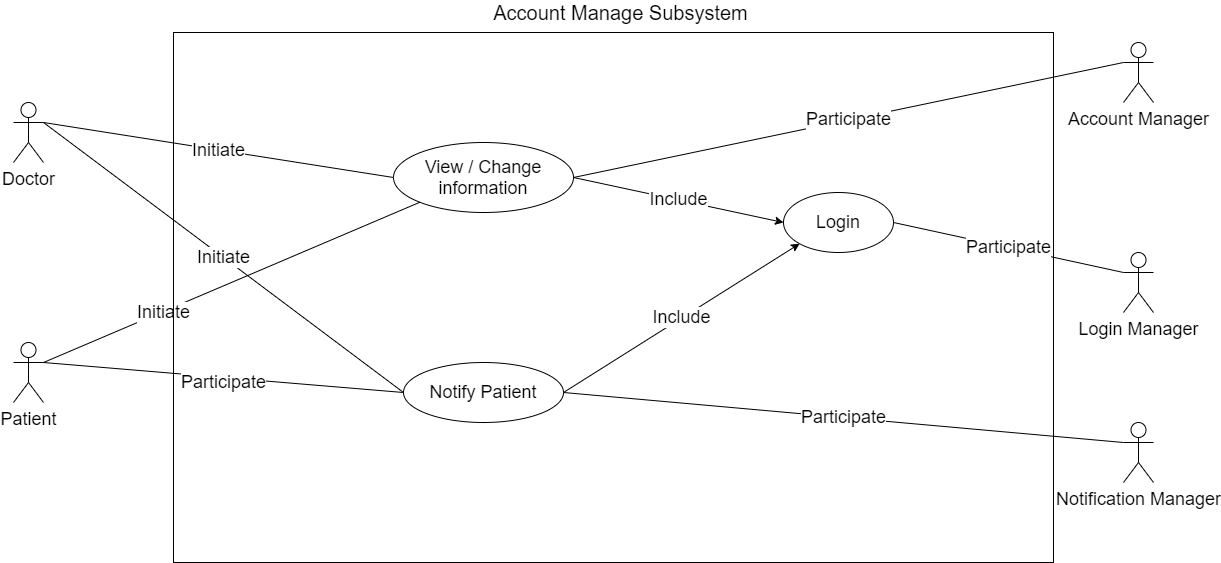 Account Manage Subsystem
Account Manager
Participate
Initiate
Doctor
View / Change
information
Include
Login
Participate
Initiate
Login Manager
Initiate
Include
Participate
Notify Patient
Patient
Participate
Notification Manager